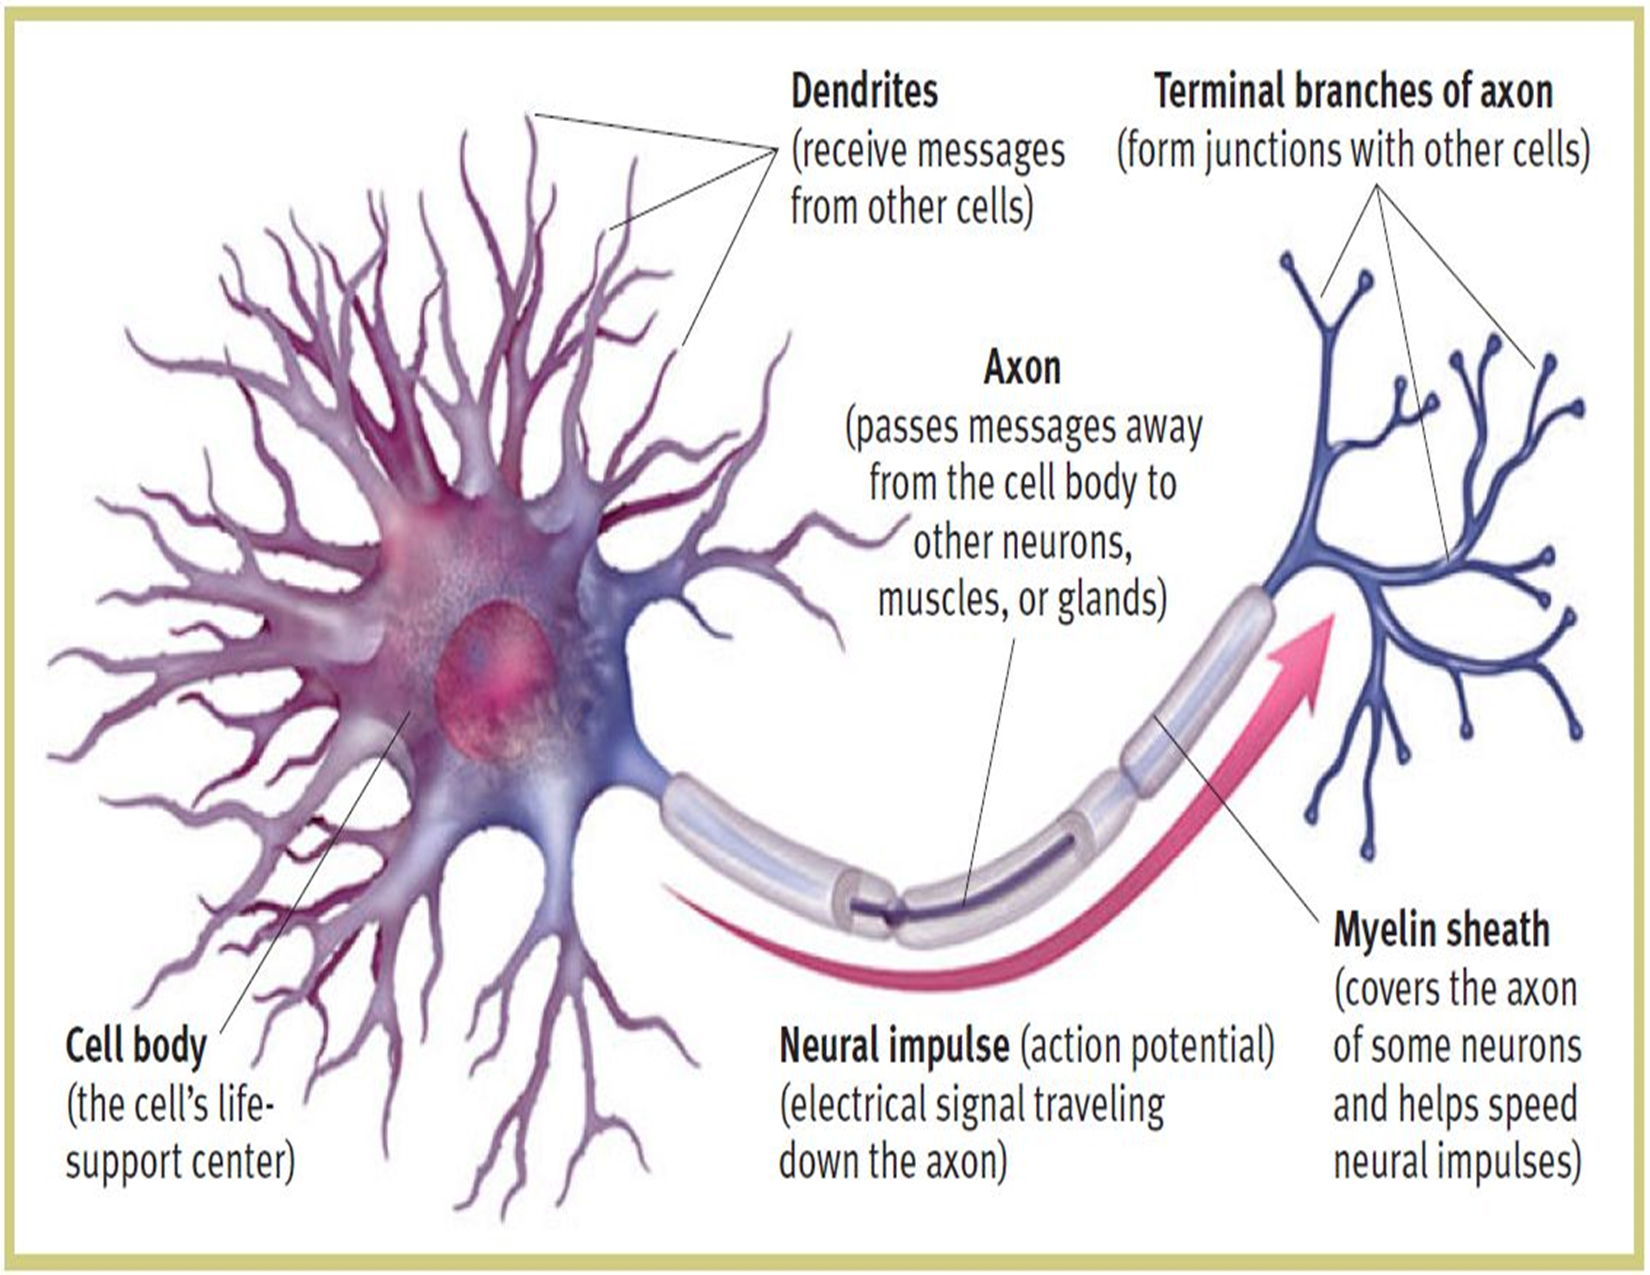 Dendrites
(receive messages
from other cells)
Terminal branches of axon
(form junctions with other cells)
Axon
(passes messages away
from the cell body to
other neurons,
muscles, or glands)
Cell body
(the cell’s life-
support center)
Neural impulse (action potential)
(electrical signal traveling
down the axon)
Myelin sheath
(covers the axon
of some neurons
and helps speed
neural impulses)